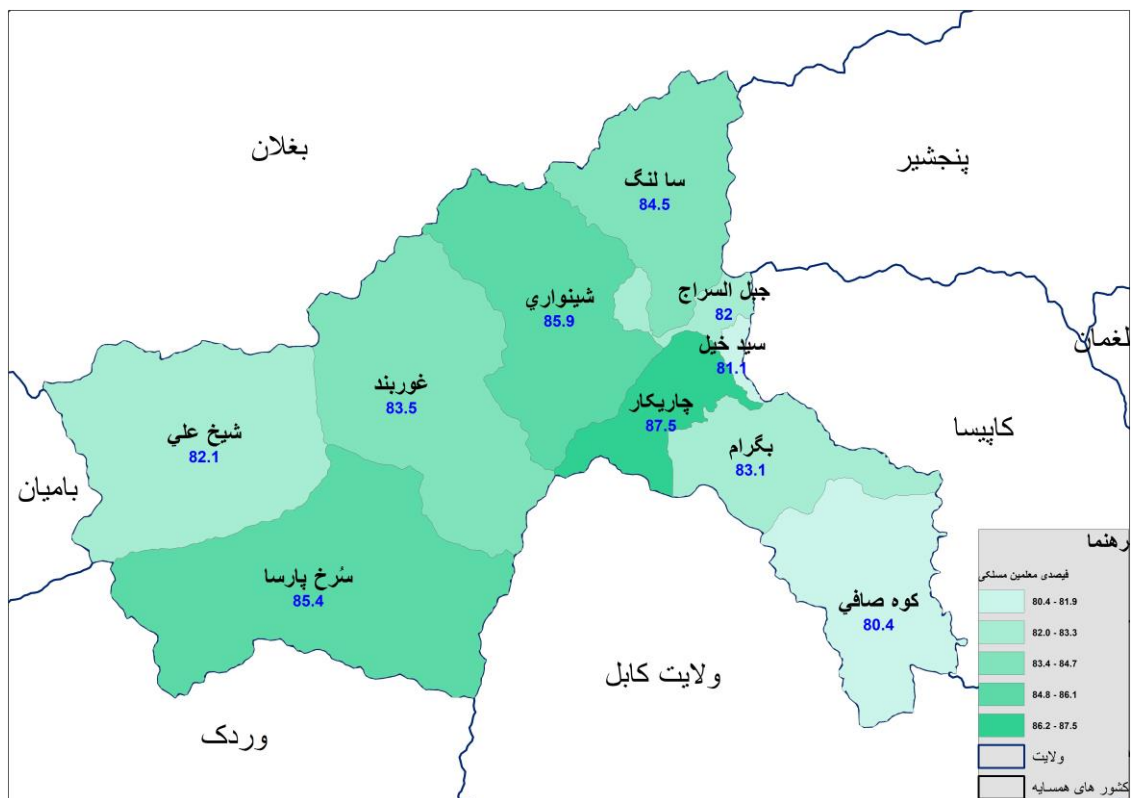 بغلان
پنجشیر
سا لنگ
84.5
جبل السراج
82
شینواري
85.9
سید خیل
81.1
لغمان
غوربند
83.5
چاریکار
87.5
کاپیسا
شیخ علي
82.1
بگرام
83.1
بامیان
سُرخ پارسا
85.4
کوه صافي
80.4
ولایت کابل
وردک
رهنما
فیصدی معلمین مسلکی
80.4 - 81.9
82.0 - 83.3
83.4 - 84.7
84.8 - 86.1
86.2 - 87.5
ولایت
کشور های همسایه